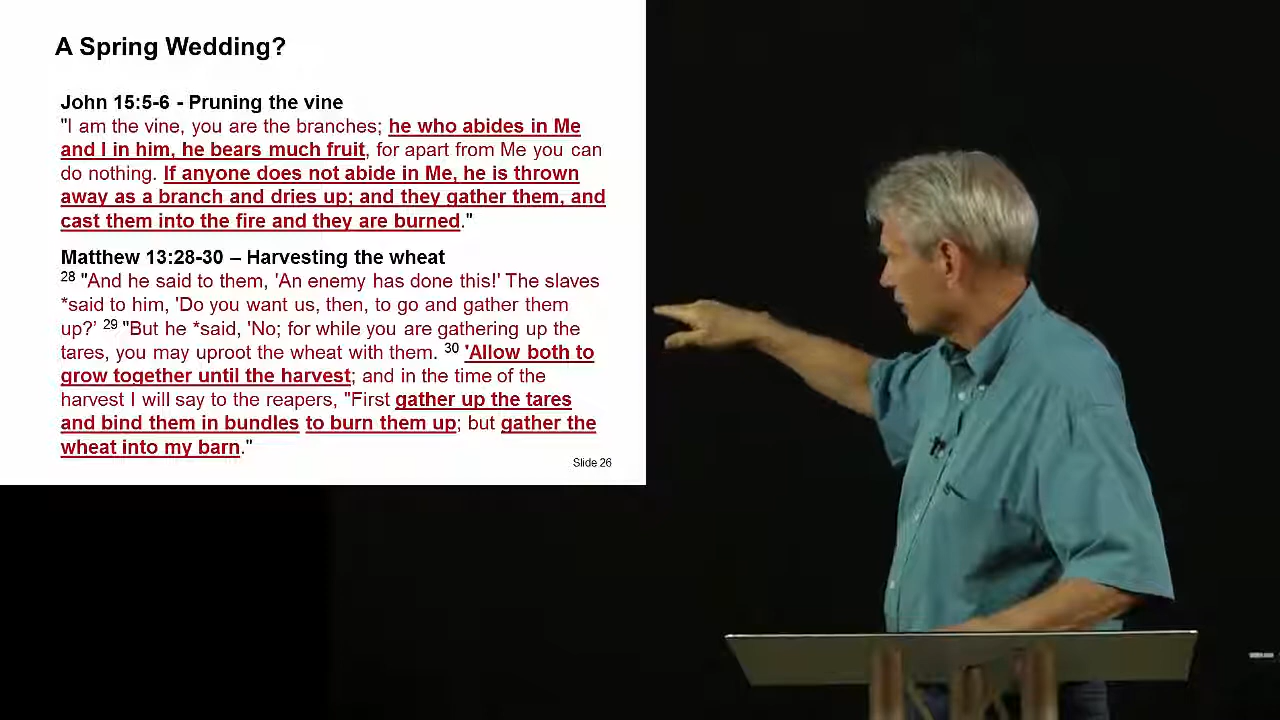 A Spring Wedding?
John 15:5-6 - Pruning the vine
"I am the vine, you are the branches; he who abides in Me
and I in him, he bears much fruit, for apart from Me you can
do nothing. If anyone does not abide in Me, he is thrown
away as a branch and dries up; and they gather them, and
cast them into the fire and they are burned."
Matthew 13:28-30 – Harvesting the wheat
28 "And he said to them, 'An enemy has done this!' The slaves
*said to him, 'Do you want us, then, to go and gather them
up?' 29 "But he *said, 'No; for while you are gathering up the
tares, you may uproot the wheat with them. 30 'Allow both to
grow together until the harvest; and in the time of the
harvest I will say to the reapers, "First gather up the tares
and bind them in bundles to burn them up; but gather the
wheat into my barn."
Slide 26